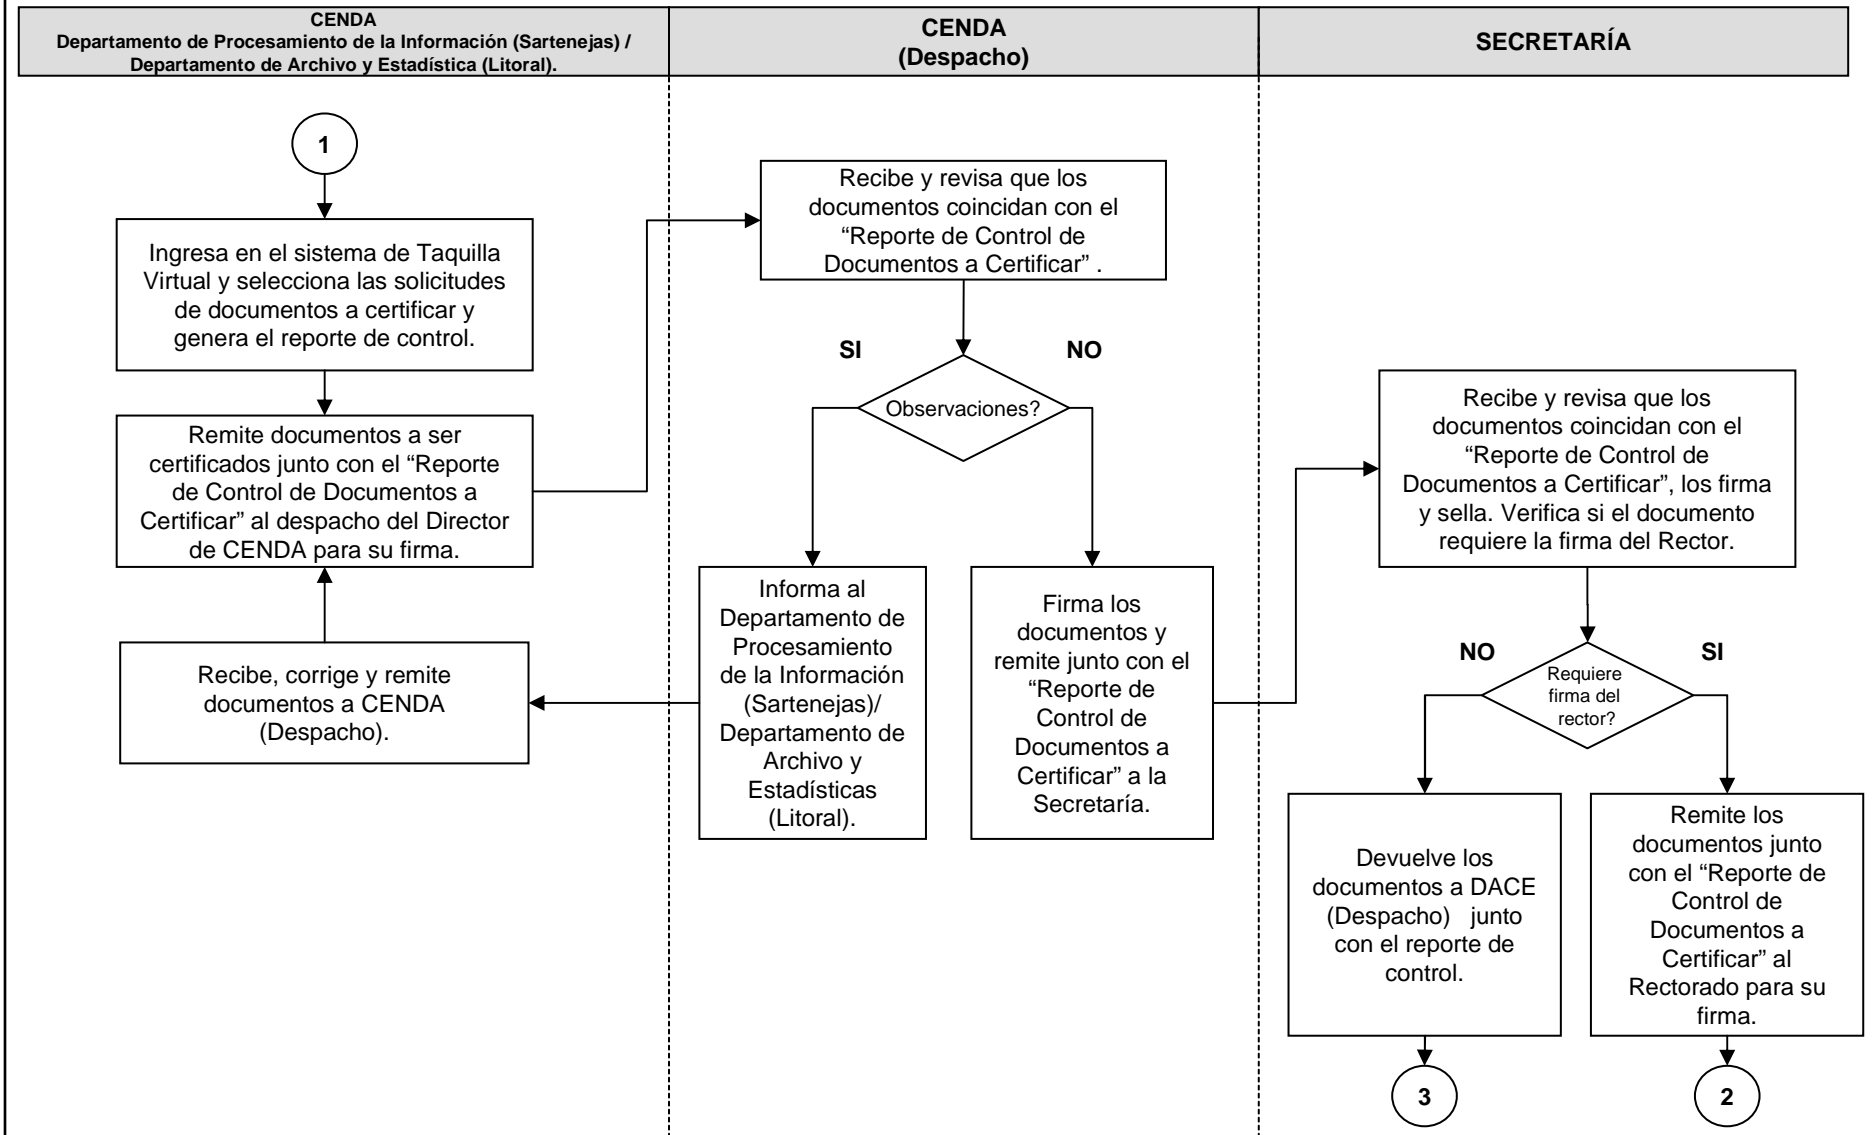 CENDA
Departamento de Procesamiento de la Información (Sartenejas) /
Departamento de Archivo y Estadística (Litoral).
CENDA
(Despacho)
SECRETARÍA
1
Ingresa en el sistema de Taquilla
Virtual y selecciona las solicitudes
de documentos a certificar y
genera el reporte de control.
Remite documentos a ser
certificados junto con el “Reporte
de Control de Documentos a
Certificar” al despacho del Director
de CENDA para su firma.
Recibe, corrige y remite
documentos a CENDA
(Despacho).
Recibe y revisa que los
documentos coincidan con el
“Reporte de Control de
Documentos a Certificar” .
SI
NO
Observaciones?
Informa al
Departamento de
Procesamiento
de la Información
(Sartenejas)/
Departamento de
Archivo y
Estadísticas
(Litoral).
Firma los
documentos y
remite junto con el
“Reporte de
Control de
Documentos a
Certificar” a la
Secretaría.
Recibe y revisa que los
documentos coincidan con el
“Reporte de Control de
Documentos a Certificar”, los firma
y sella. Verifica si el documento
requiere la firma del Rector.
NO
SI
Requiere
firma del
rector?
Devuelve los
documentos a DACE
(Despacho) junto
con el reporte de
control.
Remite los
documentos junto
con el “Reporte de
Control de
Documentos a
Certificar” al
Rectorado para su
firma.
3
2